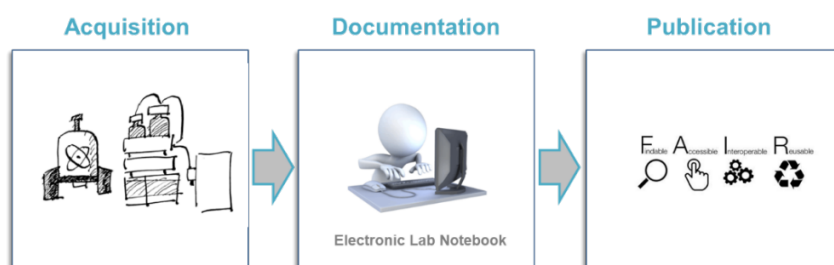 Acquisition
Documentation
Publication
Findable Accessible Interoperable Reusable
Electronic Lab Notebook